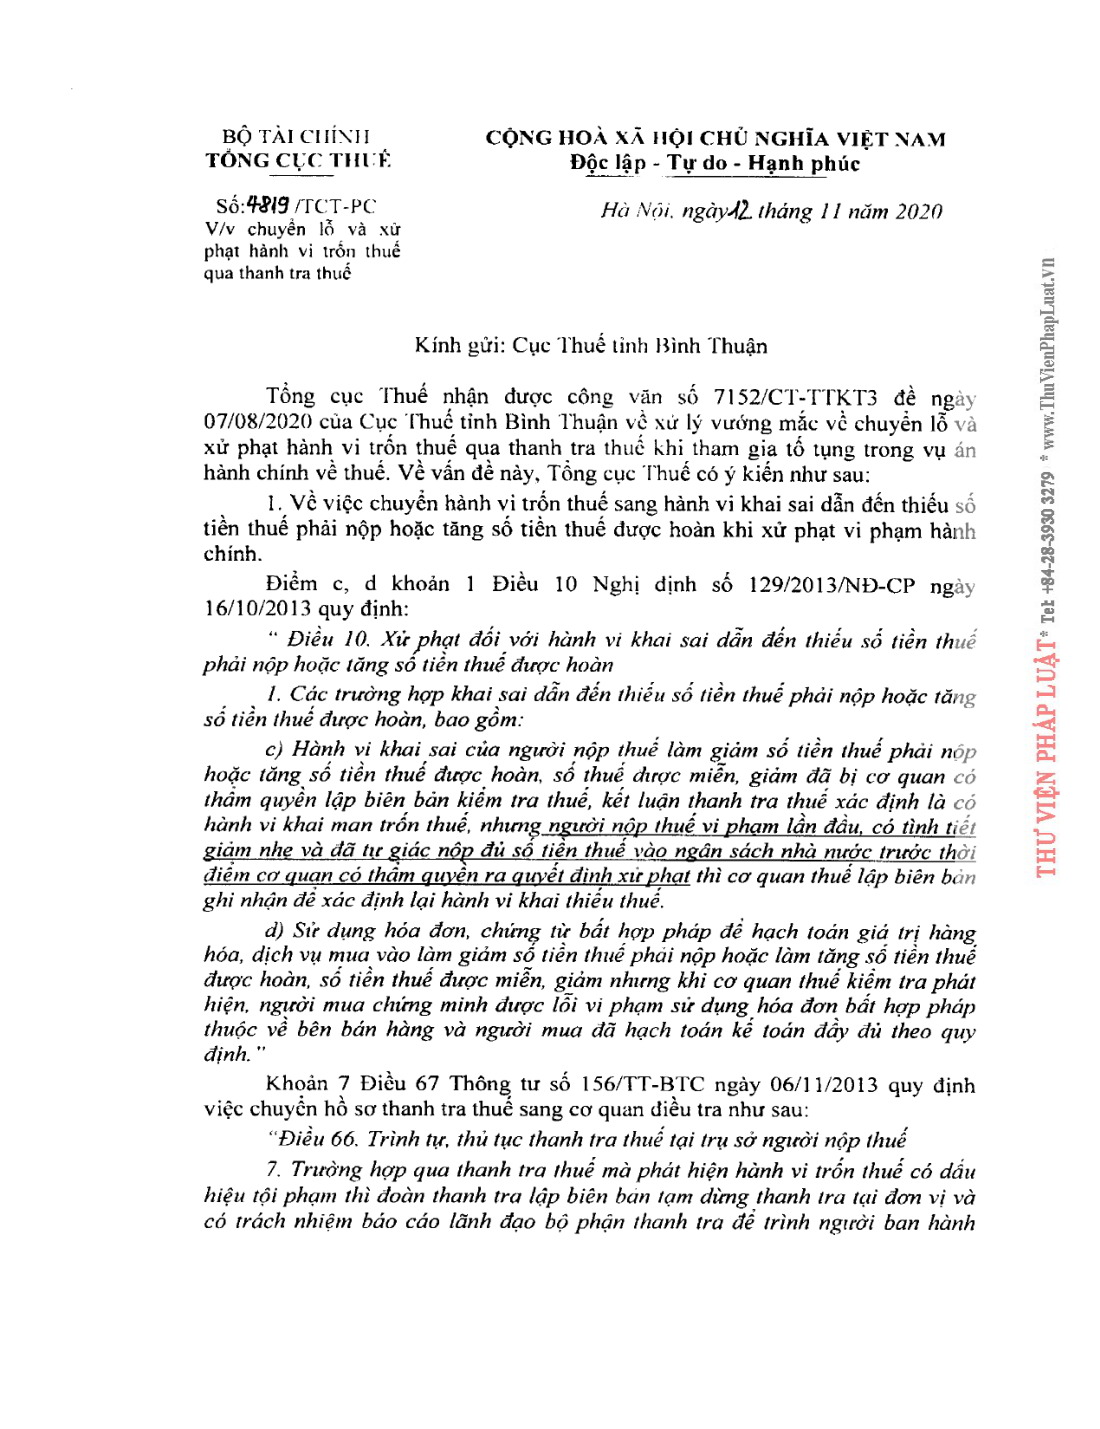 BỘ TÀI CHÍNH
TỔNG CỤC THUẾ
CỘNG HOÀ XÃ HỘI CHỦ NGHĨA VIỆT NAM
Độc lập - Tự do - Hạnh phúc
Số:4819/TCT-PC
V/v chuyển lỗ và xử
phạt hành vi trốn thuế
qua thanh tra thuế
Hà Nội, ngày 12 tháng 11 năm 2020
Kính gửi: Cục Thuế tỉnh Bình Thuận
Tổng cục Thuế nhận được công văn số 7152/CT-TTKT3 đề ngày
07/08/2020 của Cục Thuế tỉnh Bình Thuận về xử lý vướng mắc về chuyển lỗ và
xử phạt hành vi trốn thuế qua thanh tra thuế khi tham gia tố tụng trong vụ án
hành chính về thuế. Về vấn đề này, Tổng cục Thuế có ý kiến như sau:
1. Về việc chuyển hành vi trốn thuế sang hành vi khai sai dẫn đến thiếu số
tiền thuế phải nộp hoặc tăng số tiền thuế được hoàn khi xử phạt vi phạm hành
chính.
Điểm c, d khoản 1 Điều 10 Nghị định số 129/2013/NĐ-CP ngày
16/10/2013 quy định:
" Điều 10. Xử phạt đối với hành vi khai sai dẫn đến thiếu số tiền thuế
phải nộp hoặc tăng số tiền thuế được hoàn
1. Các trường hợp khai sai dẫn đến thiếu số tiền thuế phải nộp hoặc tăng
số tiền thuế được hoàn, bao gồm:
c) Hành vi khai sai của người nộp thuế làm giảm số tiền thuế phải nộp
hoặc tăng số tiền thuế được hoàn, số thuế được miễn, giảm đã bị cơ quan có
thẩm quyền lập biên bản kiểm tra thuế, kết luận thanh tra thuế xác định là có
hành vi khai man trốn thuế, nhưng người nộp thuế vi phạm lần đầu, có tình tiết
giảm nhẹ và đã tự giác nộp đủ số tiền thuế vào ngân sách nhà nước trước thời
điểm cơ quan có thẩm quyền ra quyết định xử phạt thì cơ quan thuế lập biên bản
ghi nhận để xác định lại hành vi khai thiếu thuế.
d) Sử dụng hóa đơn, chứng từ bất hợp pháp để hạch toán giá trị hàng
hóa, dịch vụ mua vào làm giảm số tiền thuế phải nộp hoặc làm tăng số tiền thuế
được hoàn, số tiền thuế được miễn, giảm nhưng khi cơ quan thuế kiểm tra phát
hiện, người mua chứng minh được lỗi vi phạm sử dụng hóa đơn bất hợp pháp
thuộc về bên bán hàng và người mua đã hạch toán kế toán đầy đủ theo quy
định. "
Khoản 7 Điều 67 Thông tư số 156/TT-BTC ngày 06/11/2013 quy định
việc chuyển hồ sơ thanh tra thuế sang cơ quan điều tra như sau:
"Điều 66. Trình tự, thủ tục thanh tra thuế tại trụ sở người nộp thuế
7. Trường hợp qua thanh tra thuế mà phát hiện hành vi trốn thuế có dấu
hiệu tội phạm thì đoàn thanh tra lập biên bản tạm dừng thanh tra tại đơn vị và
có trách nhiệm báo cáo lãnh đạo bộ phận thanh tra để trình người ban hành
THƯ VIỆN PHÁP LUẬT * Tel: +84-28-3930 3279 * www.ThuVienPhapLuat.vn